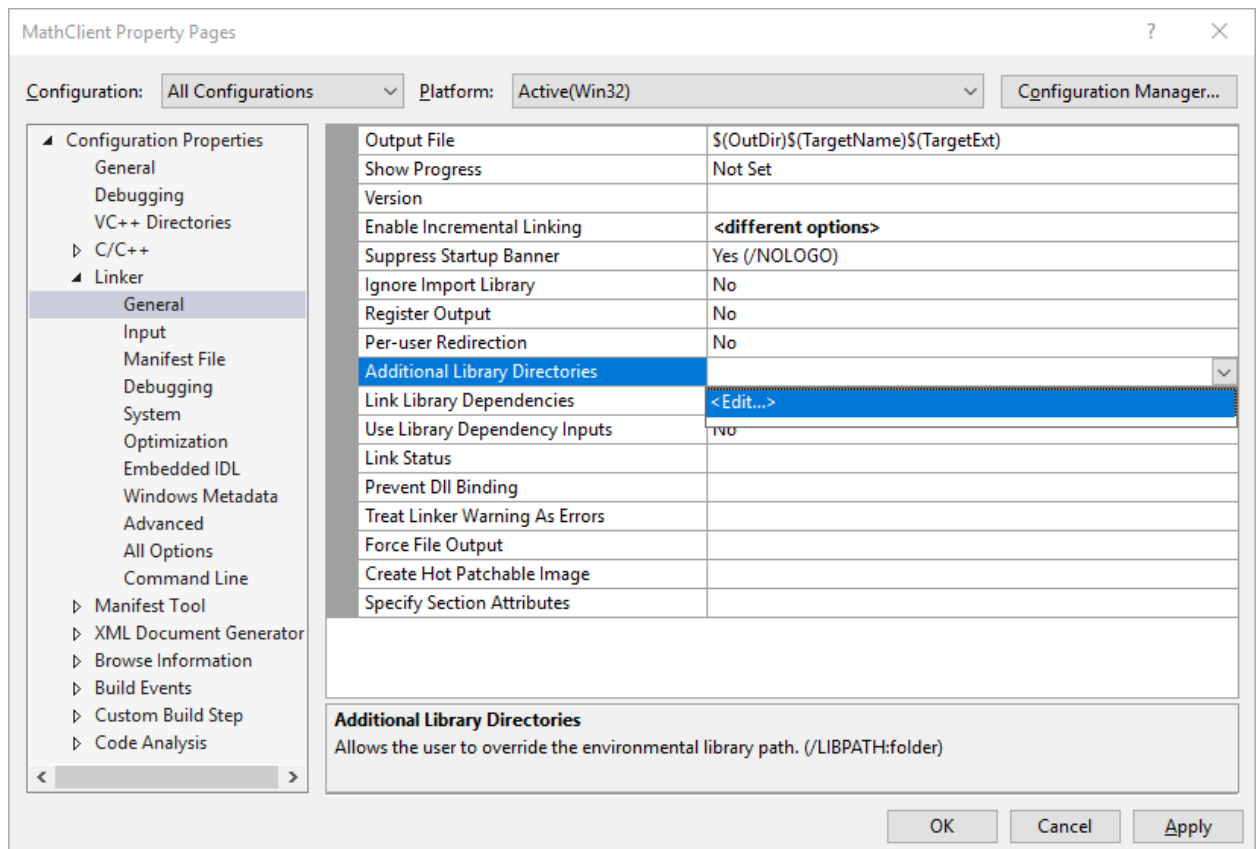 MathClient Property Pages
Configuration: All Configurations Platform: Active(Win32) Configuration Manager...
Configuration Properties
General
Debugging
VC++ Directories
C/C++
Linker
General
Input
Manifest File
Debugging
System
Optimization
Embedded IDL
Windows Metadata
Advanced
All Options
Command Line
Manifest Tool
XML Document Generator
Browse Information
Build Events
Custom Build Step
Code Analysis
Output File $(OutDir)$(TargetName)$(TargetExt)
Show Progress Not Set
Version
Enable Incremental Linking <different options>
Suppress Startup Banner Yes (/NOLOGO)
Ignore Import Library No
Register Output No
Per-user Redirection No
Additional Library Directories
Link Library Dependencies <Edit...>
Use Library Dependency Inputs No
Link Status
Prevent Dll Binding
Treat Linker Warning As Errors
Force File Output
Create Hot Patchable Image
Specify Section Attributes
Additional Library Directories
Allows the user to override the environmental library path. (/LIBPATH:folder)
OK Cancel Apply